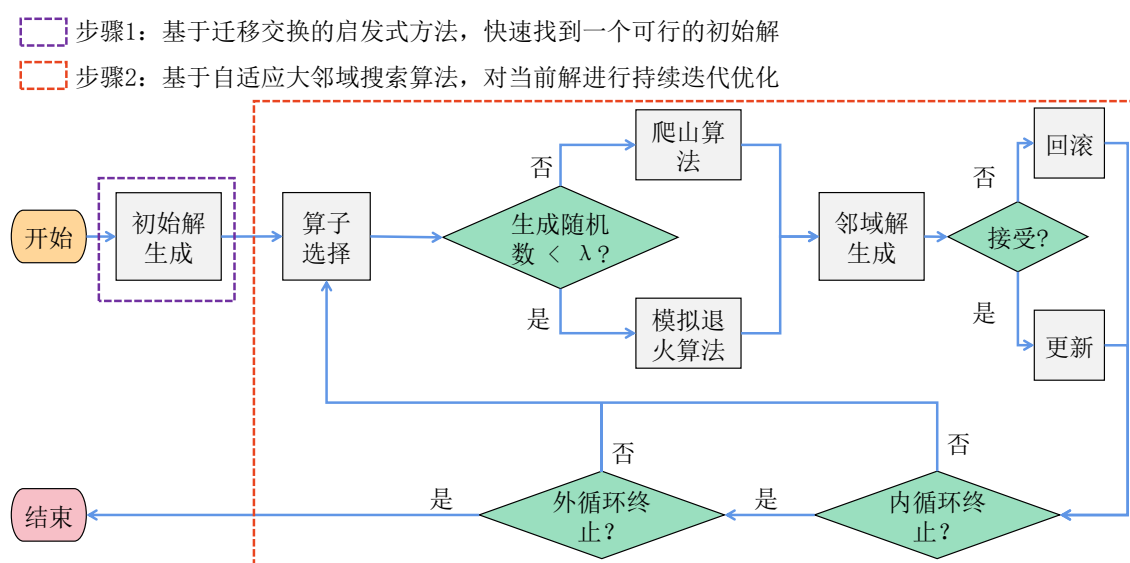 步骤1：基于迁移交换的启发式方法，快速找到一个可行的初始解
步骤2：基于自适应大邻域搜索算法，对当前解进行持续迭代优化
开始
初始解
生成
算子
选择
生成随机
数 < λ?
否
爬山算
法
是
模拟退
火算法
邻域解
生成
接受?
否
回滚
是
更新
内循环终
止?
否
是
外循环终
止?
否
是
结束